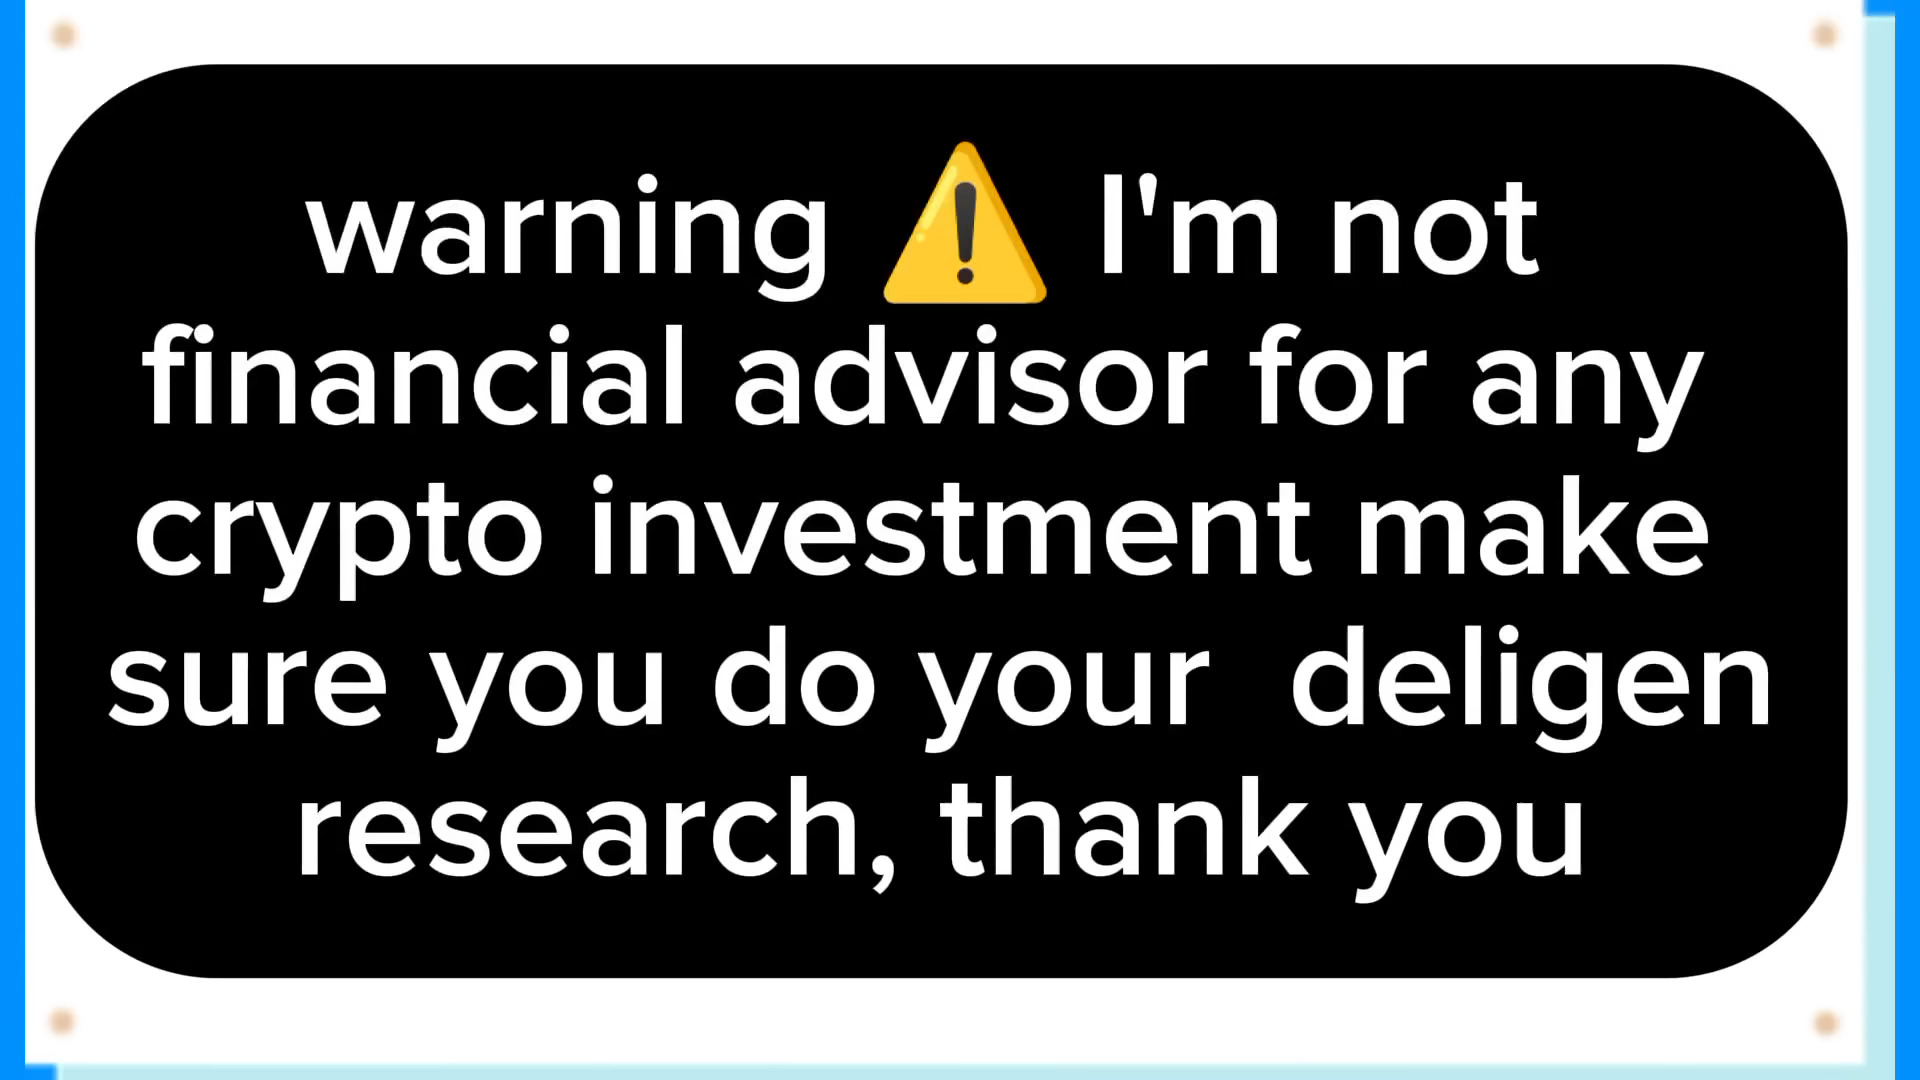 warning ⚠️ I'm not
financial advisor for any
crypto investment make
sure you do your  deligen
research, thank you